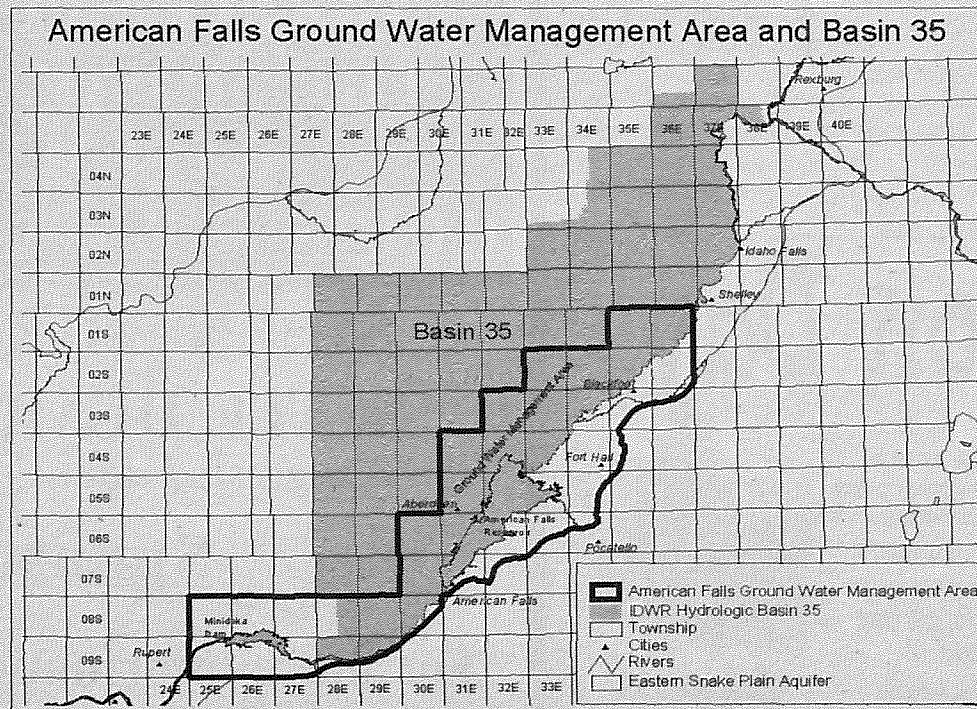 American Falls Ground Water Management Area and Basin 35
Rexburg
23E 24E 25E 26E 27E 28E 29E 30E 31E 32E 33E 34E 35E 36E 37E 38E 39E 40E
04N
03N
02N
Idaho Falls
01N
Shelley
01S
Basin 35
02S
Blackfoot
03S
Ground Water Management Area
04S
Fort Hall
05S
Aberdeen
American Falls
Reservoir
06S
Pocatello
07S
American Falls
08S
Minidoka
Dam
Rupert
09S
24E 25E 26E 27E 28E 29E 30E 31E 32E 33E
American Falls Ground Water Management Area
IDWR Hydrologic Basin 35
Township
Cities
Rivers
Eastern Snake Plain Aquifer